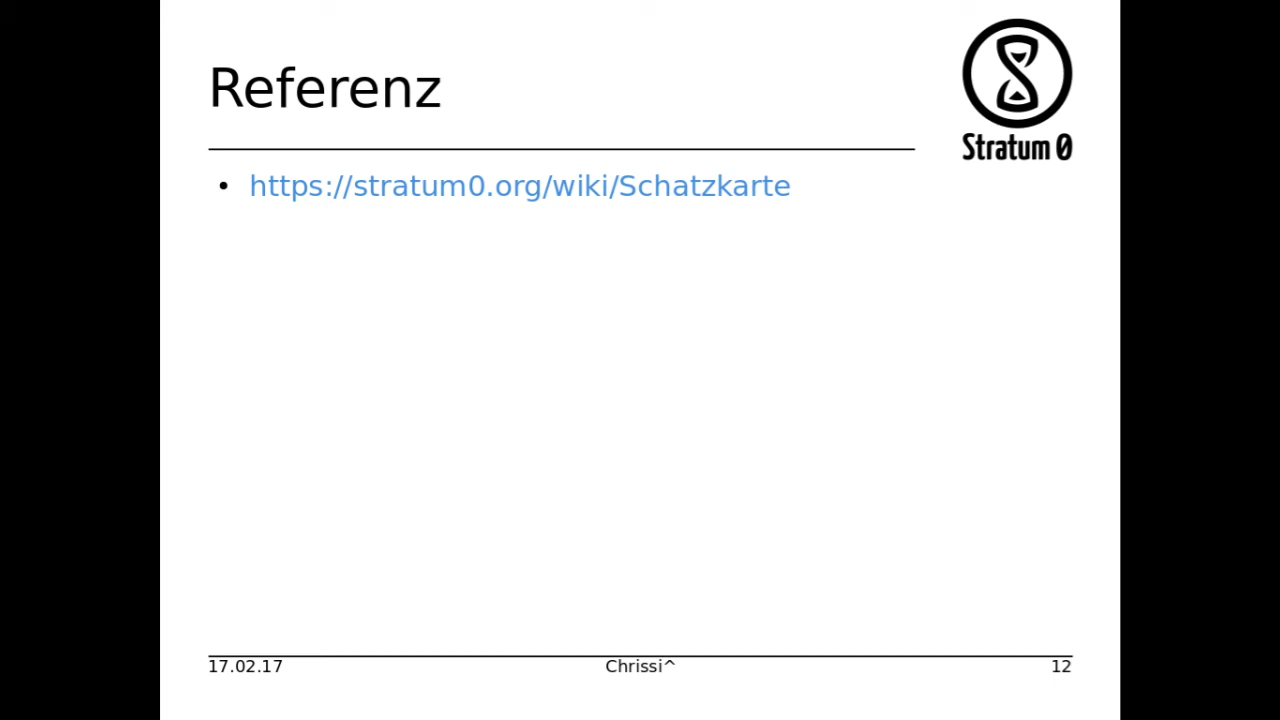 Referenz
Stratum 0
• https://stratum0.org/wiki/Schatzkarte
17.02.17
Chrissi^
12